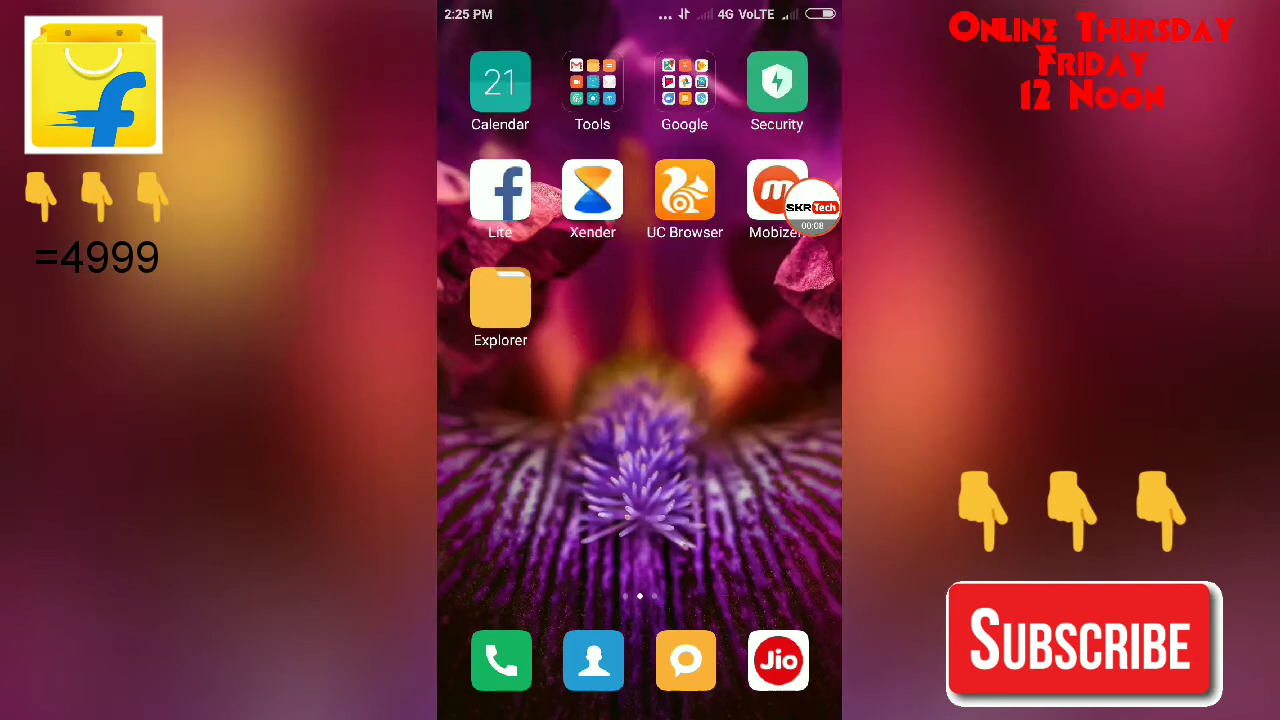 2:25 PM
4G VoLTE
21
Calendar
Tools
Google
Security
Lite
Xender
UC Browser
Mobizen
SKR Tech
00:08
Explorer
Jio
=4999
Online Thursday
Friday
12 Noon
Subscribe